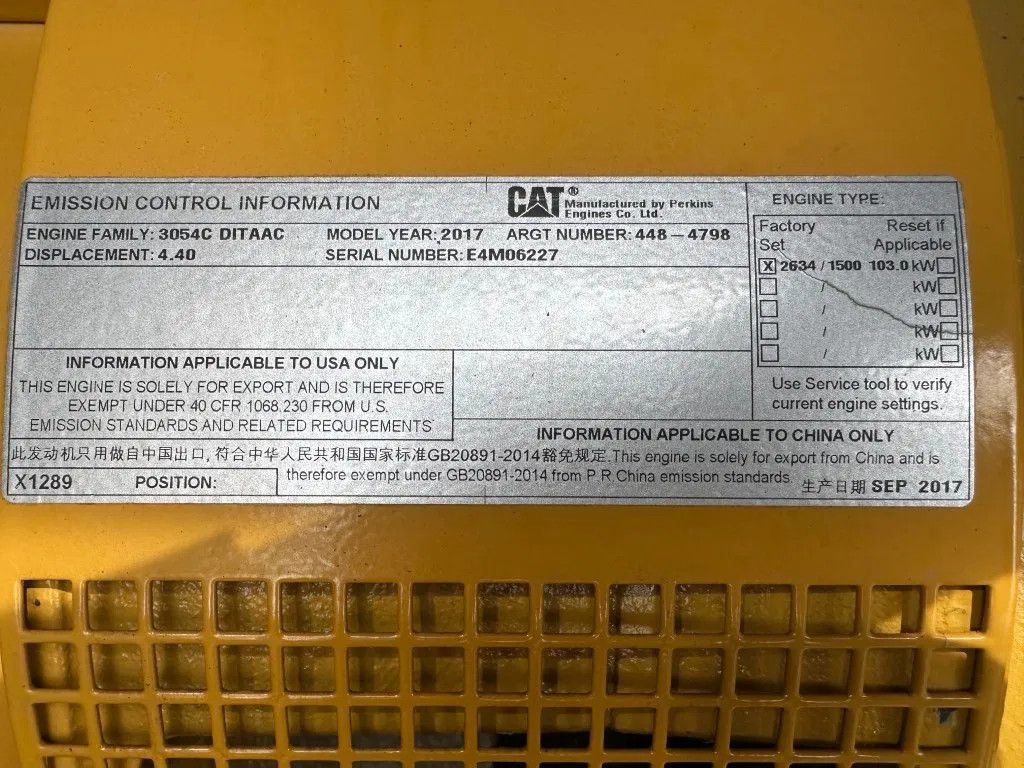 EMISSION CONTROL INFORMATION
CAT® Manufactured by Perkins
Engines Co. Ltd.
ENGINE FAMILY: 3054C DITAAC MODEL YEAR: 2017 ARGT NUMBER: 448-4798
DISPLACEMENT: 4.40 SERIAL NUMBER: E4M06227
ENGINE TYPE:
Factory Reset if
Set Applicable
X 2634 / 1500 103.0 kW
/ kW
/ kW
/ kW
/ kW
Use Service tool to verify
current engine settings.
INFORMATION APPLICABLE TO USA ONLY
THIS ENGINE IS SOLELY FOR EXPORT AND IS THEREFORE
EXEMPT UNDER 40 CFR 1068.230 FROM U.S.
EMISSION STANDARDS AND RELATED REQUIREMENTS
INFORMATION APPLICABLE TO CHINA ONLY
此发动机只用做自中国出口, 符合中华人民共和国国家标准GB20891-2014豁免规定. This engine is solely for export from China and is
therefore exempt under GB20891-2014 from P.R.China emission standards.
X1289 POSITION:
生产日期 SEP 2017